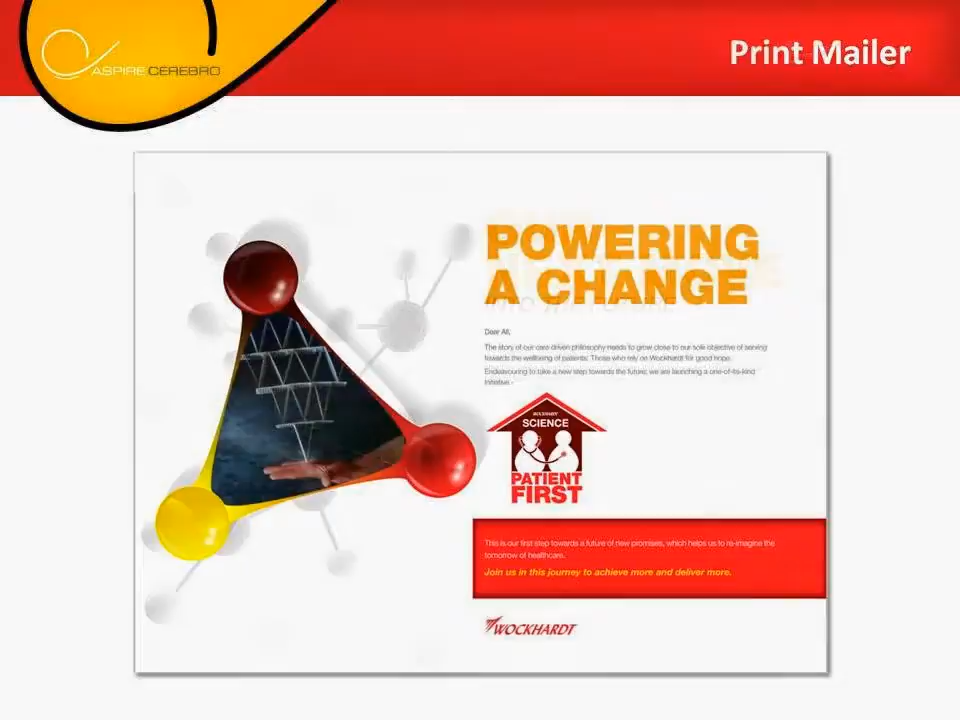 ASPIRE CEREBRO
Print Mailer
POWERING
A CHANGE
INTO THE FUTURE
Dear All,
The story of our care-driven philosophy needs to grow close to our sole objective of serving
towards the wellbeing of patients. Those who rely on Wockhardt for good hope.
Endeavouring to take a new step towards the future, we are launching a one-of-its-kind
initiative -
WOCKHARDT
SCIENCE
PATIENT
FIRST
This is our first step towards a future of new promises, which helps us to re-imagine the
tomorrow of healthcare.
Join us in this journey to achieve more and deliver more.
WOCKHARDT